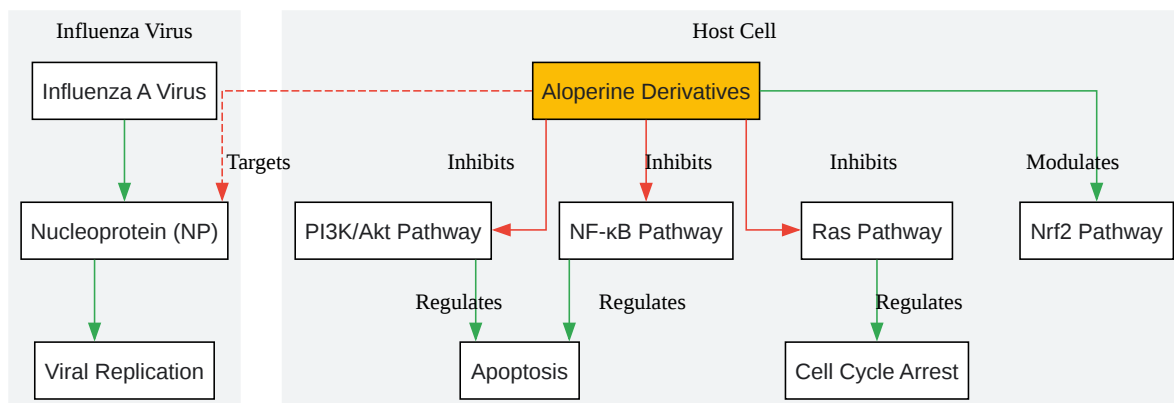 Influenza Virus
Host Cell
Influenza A Virus
Aloperine Derivatives
Targets
Inhibits
Inhibits
Inhibits
Modulates
Nucleoprotein (NP)
PI3K/Akt Pathway
NF-κB Pathway
Ras Pathway
Nrf2 Pathway
Regulates
Regulates
Regulates
Viral Replication
Apoptosis
Cell Cycle Arrest